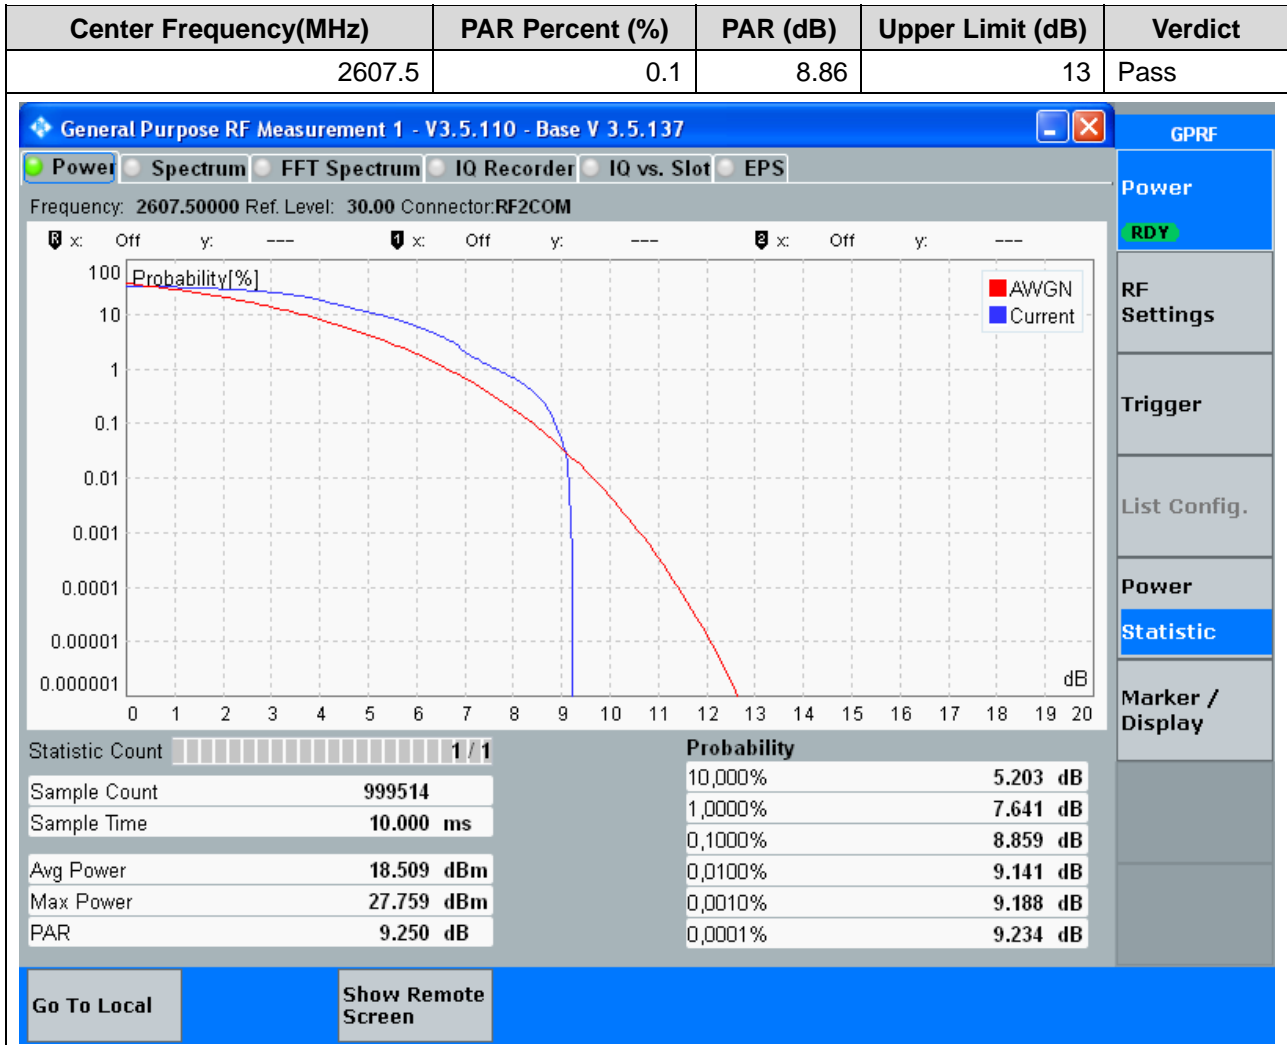 Center Frequency(MHz) PAR Percent (%) PAR (dB) Upper Limit (dB) Verdict
2607.5 0.1 8.86 13 Pass
General Purpose RF Measurement 1 - V3.5.110 - Base V 3.5.137
GPRF
Power Spectrum FFT Spectrum IQ Recorder IQ vs. Slot EPS
Frequency: 2607.50000 Ref. Level: 30.00 Connector:RF2COM
R x: Off y: --- 1 x: Off y: --- 2 x: Off y: ---
Probability[%]
AWGN
Current
100
10
1
0.1
0.01
0.001
0.0001
0.00001
0.000001
dB
0 1 2 3 4 5 6 7 8 9 10 11 12 13 14 15 16 17 18 19 20
Statistic Count 1 / 1
Sample Count 999514
Sample Time 10.000 ms
Avg Power 18.509 dBm
Max Power 27.759 dBm
PAR 9.250 dB
Probability
10,000% 5.203 dB
1,0000% 7.641 dB
0,1000% 8.859 dB
0,0100% 9.141 dB
0,0010% 9.188 dB
0,0001% 9.234 dB
Power
RDY
RF
Settings
Trigger
List Config.
Power
Statistic
Marker /
Display
Go To Local
Show Remote
Screen